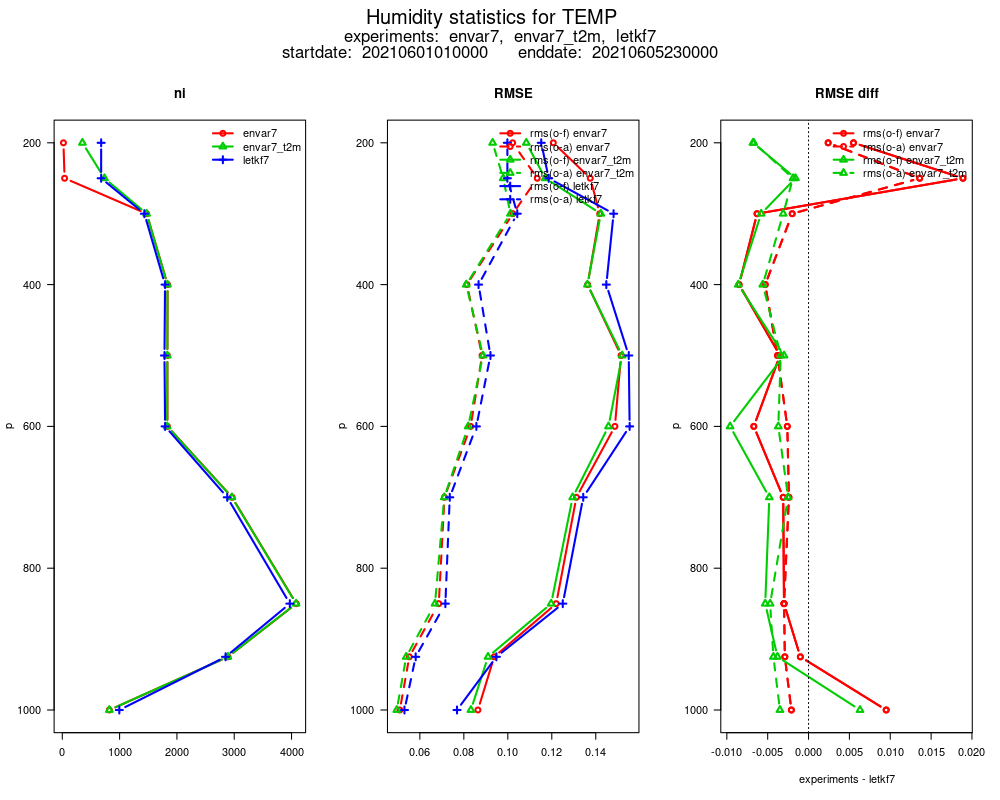 Humidity statistics for TEMP
experiments:  envar7,  envar7_t2m,  letkf7
startdate:  20210601010000      enddate:  20210605230000
ni
envar7
envar7_t2m
letkf7
p
200
400
600
800
1000
0
1000
2000
3000
4000
RMSE
rms(o-f) envar7
rms(o-a) envar7
rms(o-f) envar7_t2m
rms(o-a) envar7_t2m
rms(o-f) letkf7
rms(o-a) letkf7
p
200
400
600
800
1000
0.06
0.08
0.10
0.12
0.14
RMSE diff
rms(o-f) envar7
rms(o-a) envar7
rms(o-f) envar7_t2m
rms(o-a) envar7_t2m
p
200
400
600
800
1000
-0.010
-0.005
0.000
0.005
0.010
0.015
0.020
experiments - letkf7